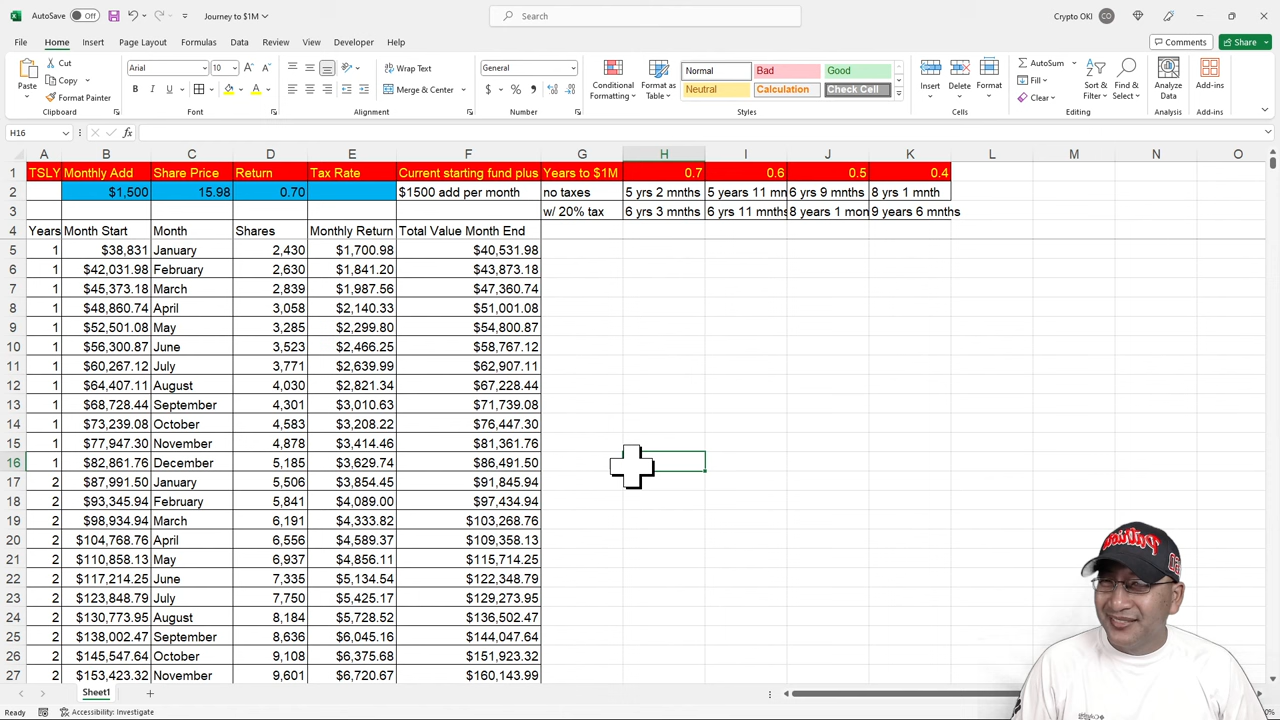 AutoSave Off Journey to $1M Search Crypto OKI CO
File Home Insert Page Layout Formulas Data Review View Developer Help Comments Share
Paste Cut Copy Format Painter Clipboard
Arial 10 Font
Wrap Text Merge & Center Alignment
General Number
Conditional Formatting Format as Table Normal Bad Good Neutral Calculation Check Cell Styles
Insert Delete Format Cells
AutoSum Fill Clear Sort & Filter Find & Select Editing
Analyze Data Analysis Add-ins Add-ins
H16
A B C D E F G H I J K L M N O
1 TSLY Monthly Add Share Price Return Tax Rate Current starting fund plus Years to $1M 0.7 0.6 0.5 0.4
2 $1,500 15.98 0.70 $1500 add per month no taxes 5 yrs 2 mnths 5 years 11 mn 6 yrs 9 mnths 8 yrs 1 mnth
3 w/ 20% tax 6 yrs 3 mnths 6 yrs 11 mnths 8 years 1 mon 9 years 6 mnths
4 Years Month Start Month Shares Monthly Return Total Value Month End
5 1 $38,831 January 2,430 $1,700.98 $40,531.98
6 1 $42,031.98 February 2,630 $1,841.20 $43,873.18
7 1 $45,373.18 March 2,839 $1,987.56 $47,360.74
8 1 $48,860.74 April 3,058 $2,140.33 $51,001.08
9 1 $52,501.08 May 3,285 $2,299.80 $54,800.87
10 1 $56,300.87 June 3,523 $2,466.25 $58,767.12
11 1 $60,267.12 July 3,771 $2,639.99 $62,907.11
12 1 $64,407.11 August 4,030 $2,821.34 $67,228.44
13 1 $68,728.44 September 4,301 $3,010.63 $71,739.08
14 1 $73,239.08 October 4,583 $3,208.22 $76,447.30
15 1 $77,947.30 November 4,878 $3,414.46 $81,361.76
16 1 $82,861.76 December 5,185 $3,629.74 $86,491.50
17 2 $87,991.50 January 5,506 $3,854.45 $91,845.94
18 2 $93,345.94 February 5,841 $4,089.00 $97,434.94
19 2 $98,934.94 March 6,191 $4,333.82 $103,268.76
20 2 $104,768.76 April 6,556 $4,589.37 $109,358.13
21 2 $110,858.13 May 6,937 $4,856.11 $115,714.25
22 2 $117,214.25 June 7,335 $5,134.54 $122,348.79
23 2 $123,848.79 July 7,750 $5,425.17 $129,273.95
24 2 $130,773.95 August 8,184 $5,728.52 $136,502.47
25 2 $138,002.47 September 8,636 $6,045.16 $144,047.64
26 2 $145,547.64 October 9,108 $6,375.68 $151,923.32
27 2 $153,423.32 November 9,601 $6,720.67 $160,143.99
Sheet1
Ready Accessibility: Investigate